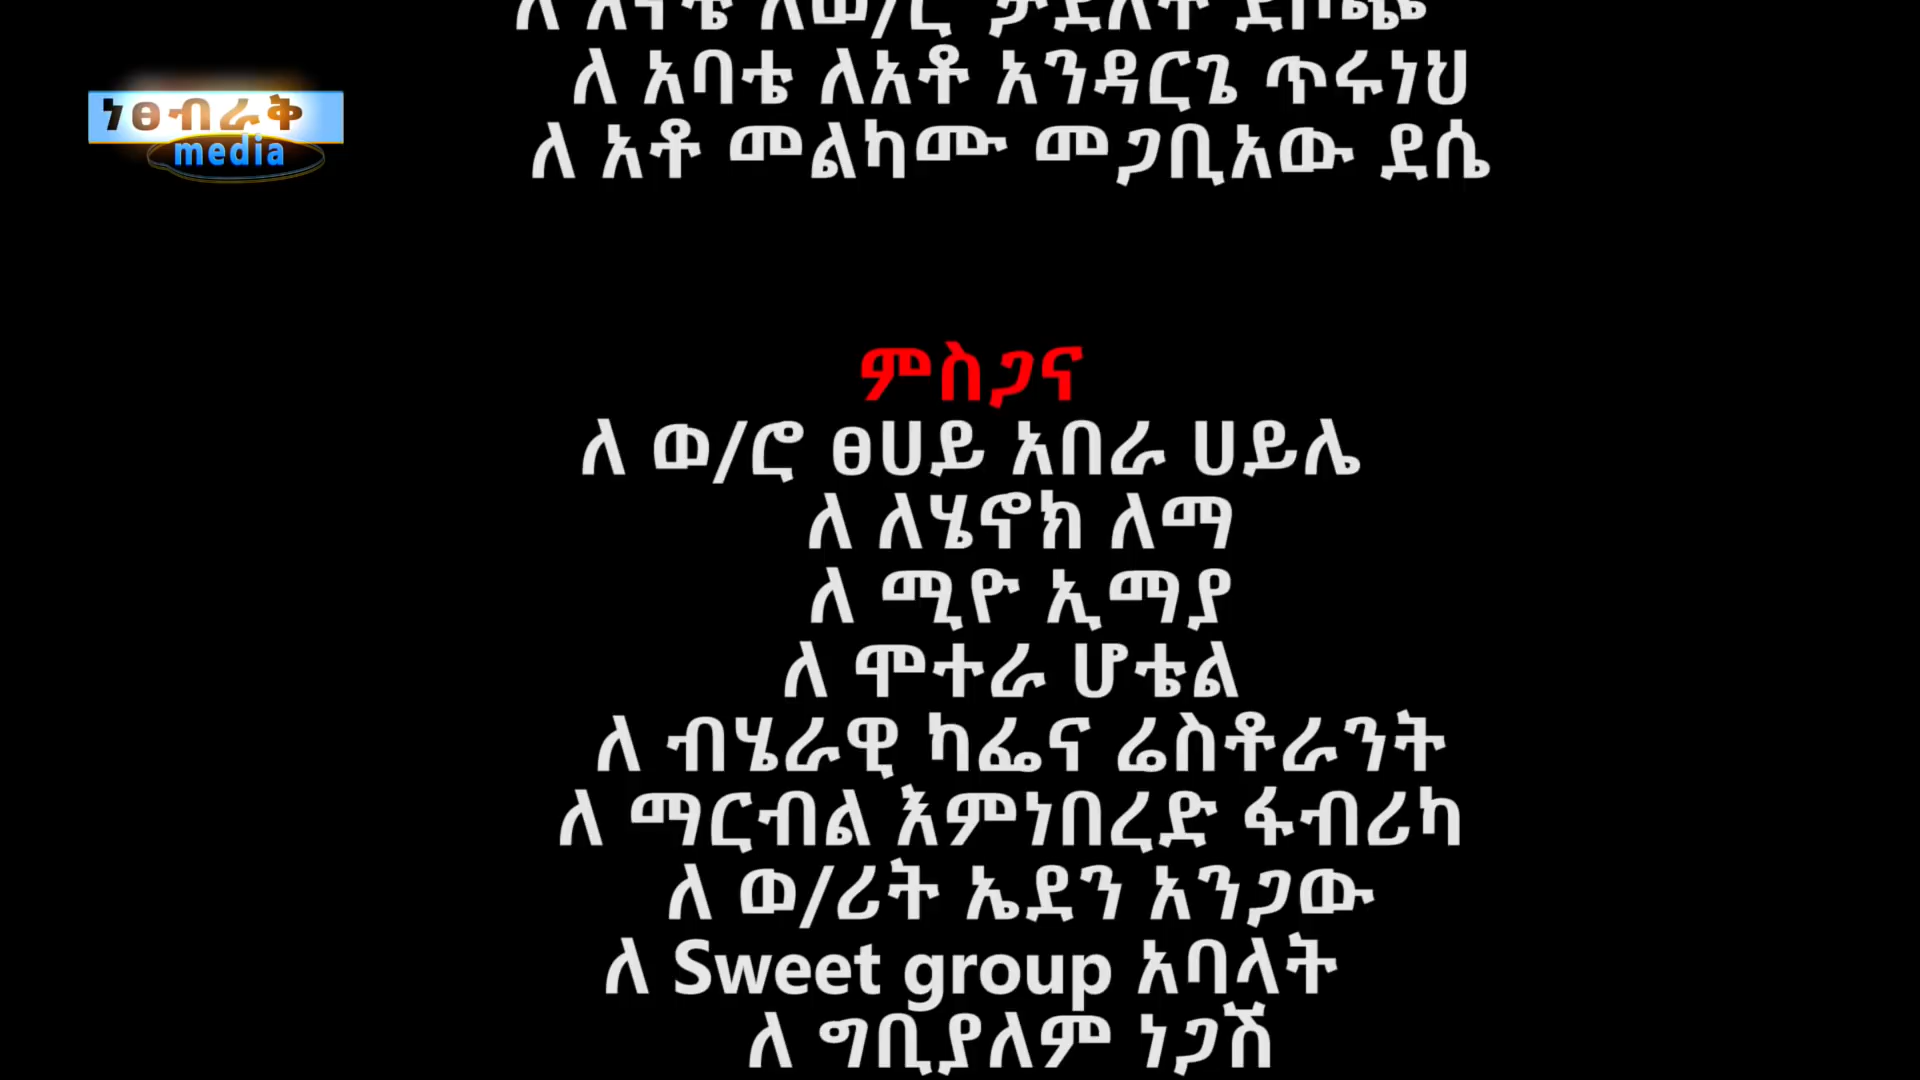 ለ አባቴ ለአቶ አንዳርጌ ጥሩነህ
ነፀብራቅ
media
ለ አቶ መልካሙ መጋቢአው ደሴ
ምስጋና
ለ ወ/ሮ ፀሀይ አበራ ሀይሌ
ለ ለሄኖክ ለማ
ለ ሚዮ ኢማያ
ለ ሞተራ ሆቴል
ለ ብሄራዊ ካፌና ሬስቶራንት
ለ ማርብል እምነበረድ ፋብሪካ
ለ ወ/ሪት ኤደን አንጋው
ለ Sweet group አባላት
ለ ግቢያለም ነጋሽ